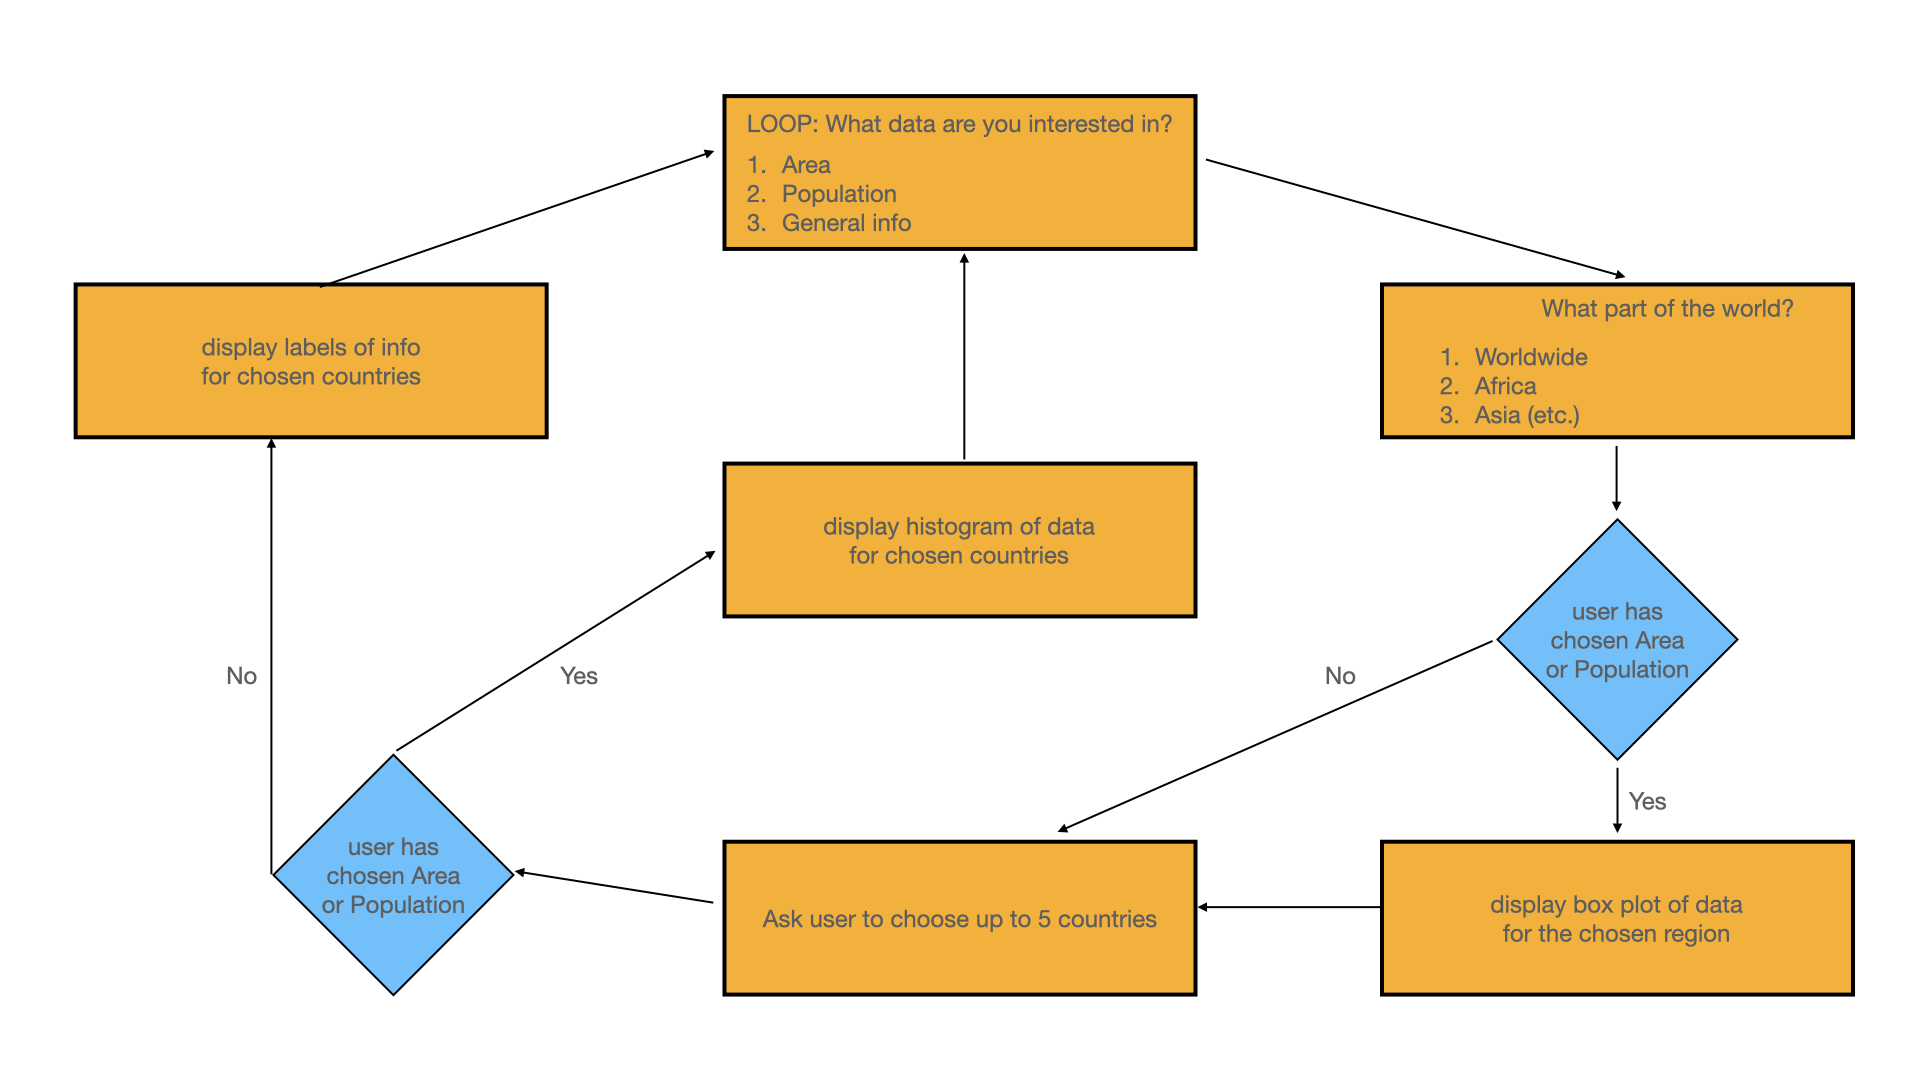 LOOP: What data are you interested in?
1. Area
2. Population
3. General info
display labels of info
for chosen countries
What part of the world?
1. Worldwide
2. Africa
3. Asia (etc.)
display histogram of data
for chosen countries
user has
chosen Area
or Population
No
Yes
No
Yes
user has
chosen Area
or Population
Ask user to choose up to 5 countries
display box plot of data
for the chosen region